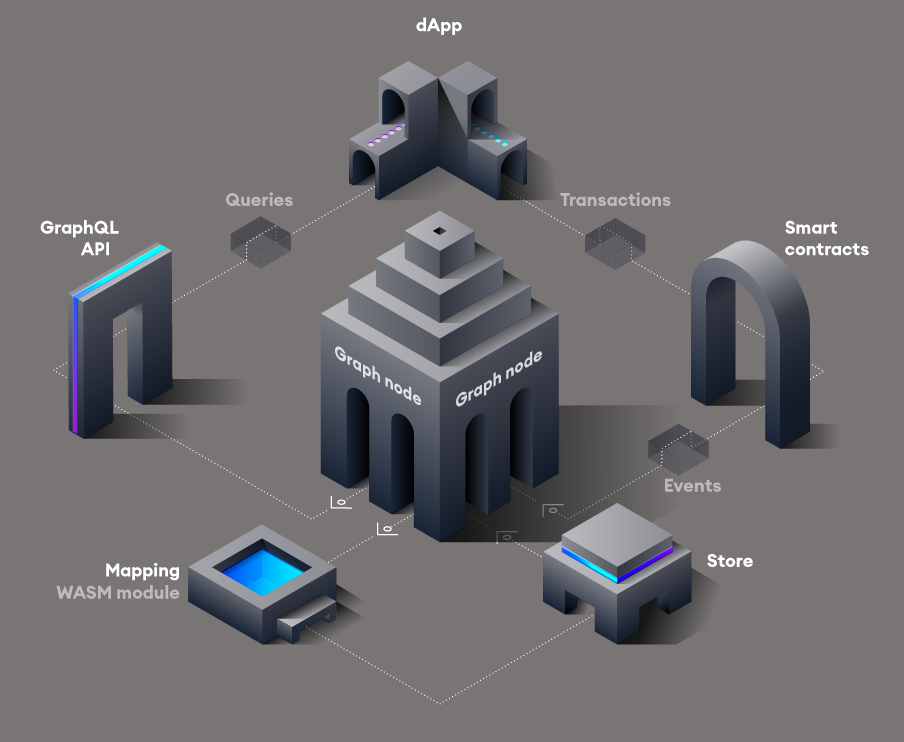 dApp
Queries
Transactions
GraphQL
API
Smart
contracts
Graph node
Graph node
Events
Mapping
WASM module
Store